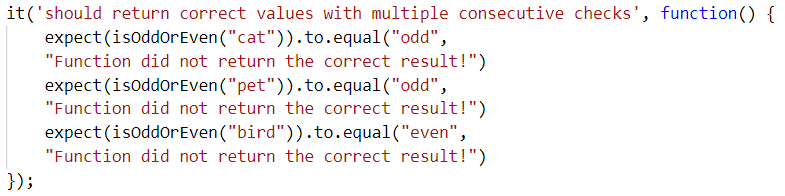 it('should return correct values with multiple consecutive checks', function() {
    expect(isOddOrEven("cat")).to.equal("odd",
    "Function did not return the correct result!")
    expect(isOddOrEven("pet")).to.equal("odd",
    "Function did not return the correct result!")
    expect(isOddOrEven("bird")).to.equal("even",
    "Function did not return the correct result!")
});